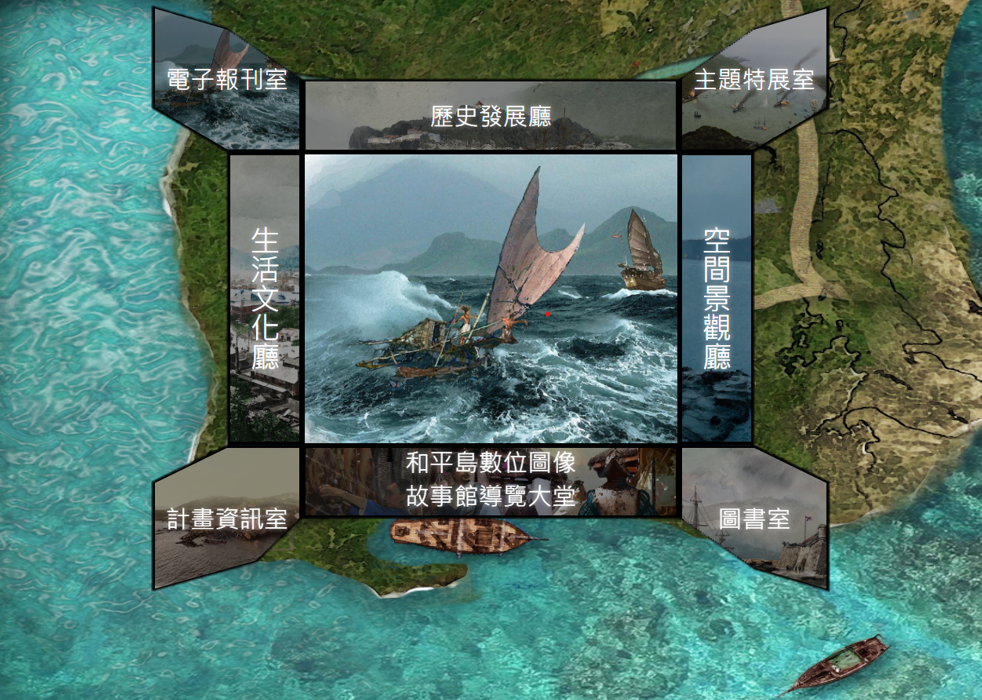 電子報刊室
主題特展室
歷史發展廳
生活文化廳
空間景觀廳
和平島數位圖像
故事館導覽大堂
計畫資訊室
圖書室